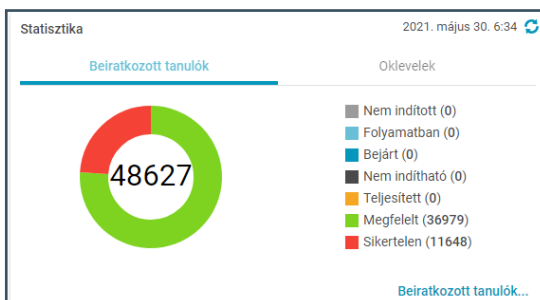 Statisztika
2021. május 30. 6:34
Beiratkozott tanulók
Oklevelek
48627
Nem indított (0)
Folyamatban (0)
Bejárt (0)
Nem indítható (0)
Teljesített (0)
Megfelelt (36979)
Sikertelen (11648)
Beiratkozott tanulók...